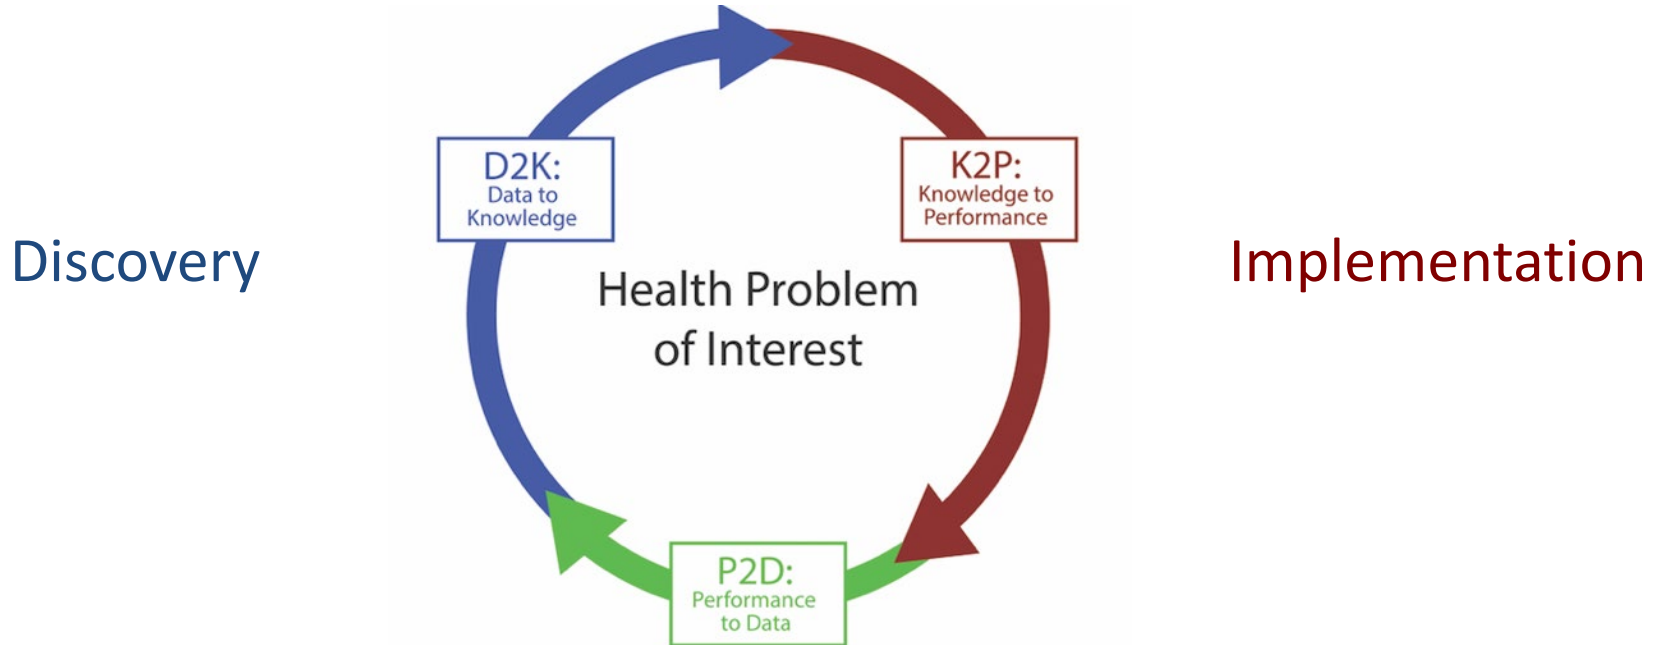 D2K:
Data to
Knowledge
K2P:
Knowledge to
Performance
Discovery
Health Problem
of Interest
Implementation
P2D:
Performance
to Data